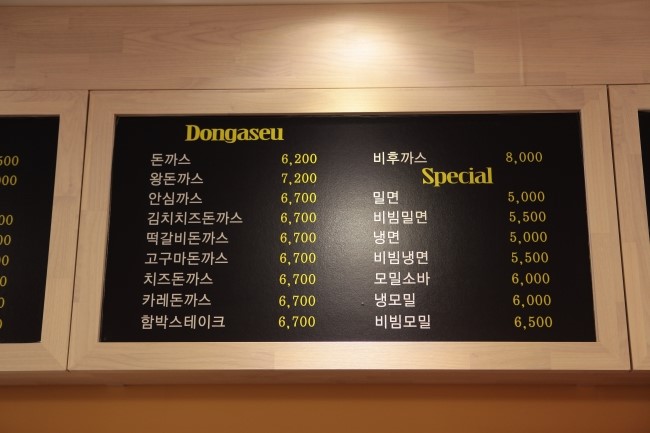 Dongaseu
돈까스 6,200
왕돈까스 7,200
안심까스 6,700
김치치즈돈까스 6,700
떡갈비돈까스 6,700
고구마돈까스 6,700
치즈돈까스 6,700
카레돈까스 6,700
함박스테이크 6,700
비후까스 8,000
Special
밀면 5,000
비빔밀면 5,500
냉면 5,000
비빔냉면 5,500
모밀소바 6,000
냉모밀 6,000
비빔모밀 6,500